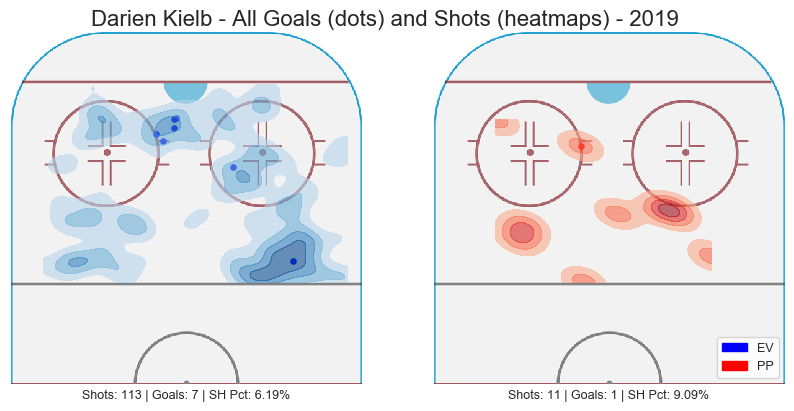 Darien Kielb - All Goals (dots) and Shots (heatmaps) - 2019
EV
PP
Shots: 113 | Goals: 7 | SH Pct: 6.19%
Shots: 11 | Goals: 1 | SH Pct: 9.09%